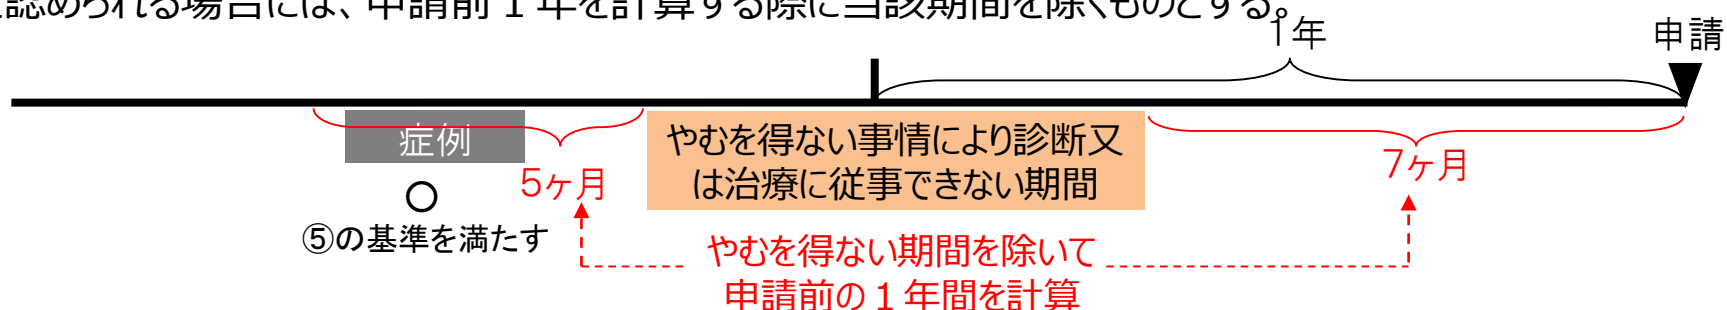 認められる場合には、申請前1年を計算する際に当該期間を除くものとする。
1年
申請
症例
やむを得ない事情により診断又
は治療に従事できない期間
5ヶ月
7ヶ月
○
⑤の基準を満たす
やむを得ない期間を除いて
申請前の1年間を計算